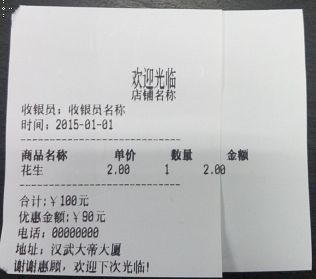 欢迎光临
店铺名称
收银员: 收银员名称
时间: 2015-01-01
--------------------------------
商品名称 单价 数量 金额
花生 2.00 1 2.00
--------------------------------
合计;￥100元
优惠金额;￥90元
电话: 00000000
地址: 汉武大帝大厦
谢谢惠顾, 欢迎下次光临!